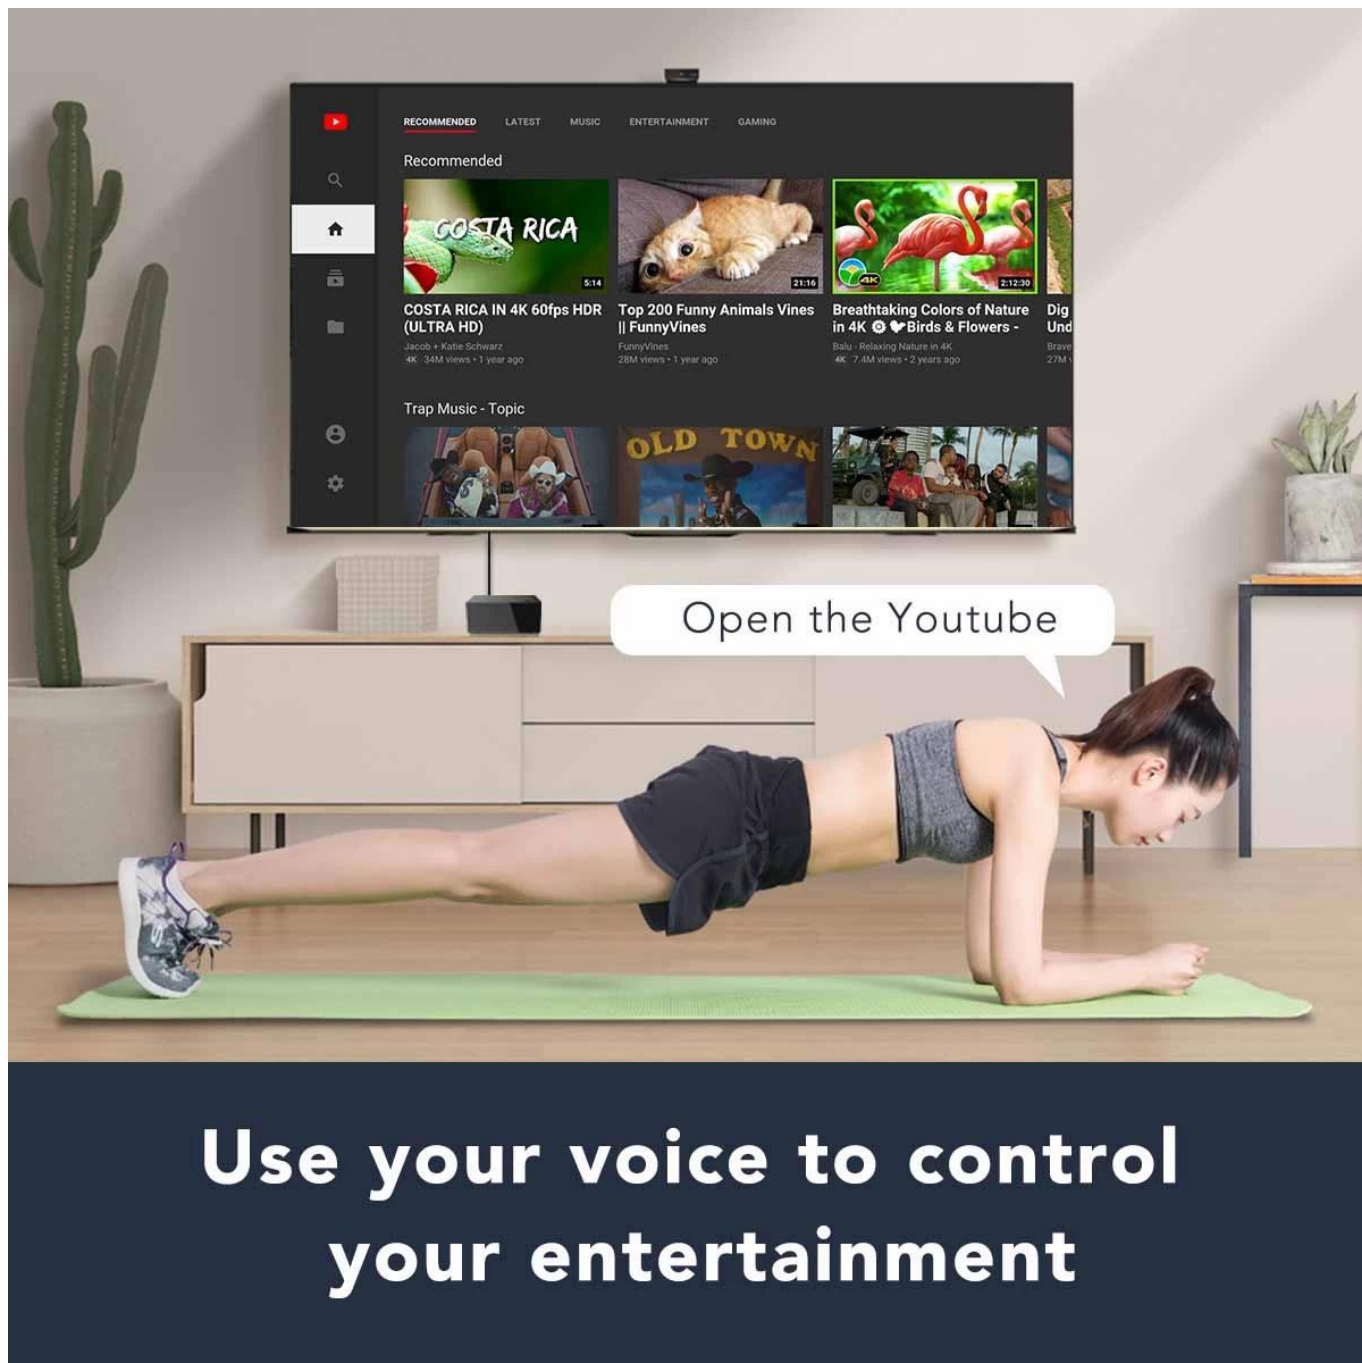 RECOMMENDED LATEST MUSIC ENTERTAINMENT GAMING
Recommended
COSTA RICA
5:14
21:16
4K
2:12:30
COSTA RICA IN 4K 60fps HDR
(ULTRA HD)
Jacob + Katie Schwarz
4K 34M views • 1 year ago
Top 200 Funny Animals Vines
|| FunnyVines
FunnyVines
28M views • 1 year ago
Breathtaking Colors of Nature
in 4K ❂ 🐦Birds & Flowers -
Balu - Relaxing Nature in 4K
4K 7.4M views • 2 years ago
Dig
Und
Brave
27M
Trap Music - Topic
OLD TOWN
Open the Youtube
Use your voice to control
your entertainment